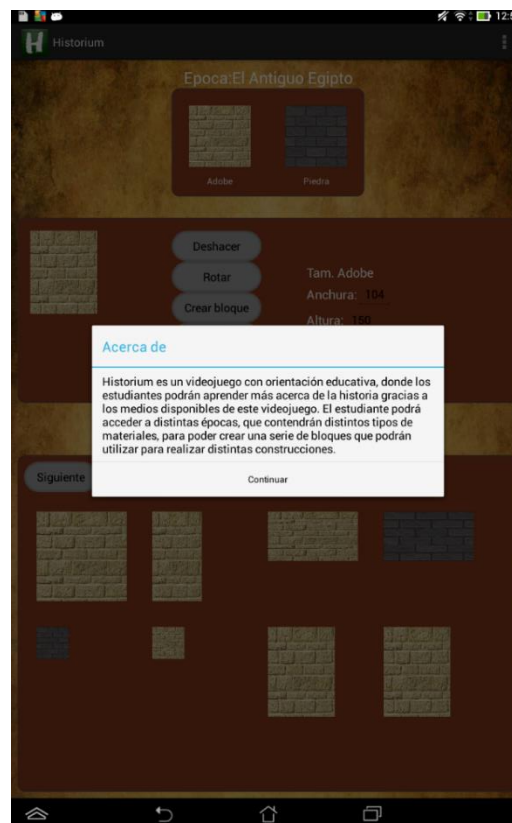 12:5
Historium
Epoca:El Antiguo Egipto
Adobe
Piedra
Deshacer
Rotar
Tam. Adobe
Crear bloque
Anchura: 104
Altura: 150
Acerca de
Historium es un videojuego con orientación educativa, donde los
estudiantes podrán aprender más acerca de la historia gracias a
los medios disponibles de este videojuego. El estudiante podrá
acceder a distintas épocas, que contendrán distintos tipos de
materiales, para poder crear una serie de bloques que podrán
utilizar para realizar distintas construcciones.
Continuar
Siguiente